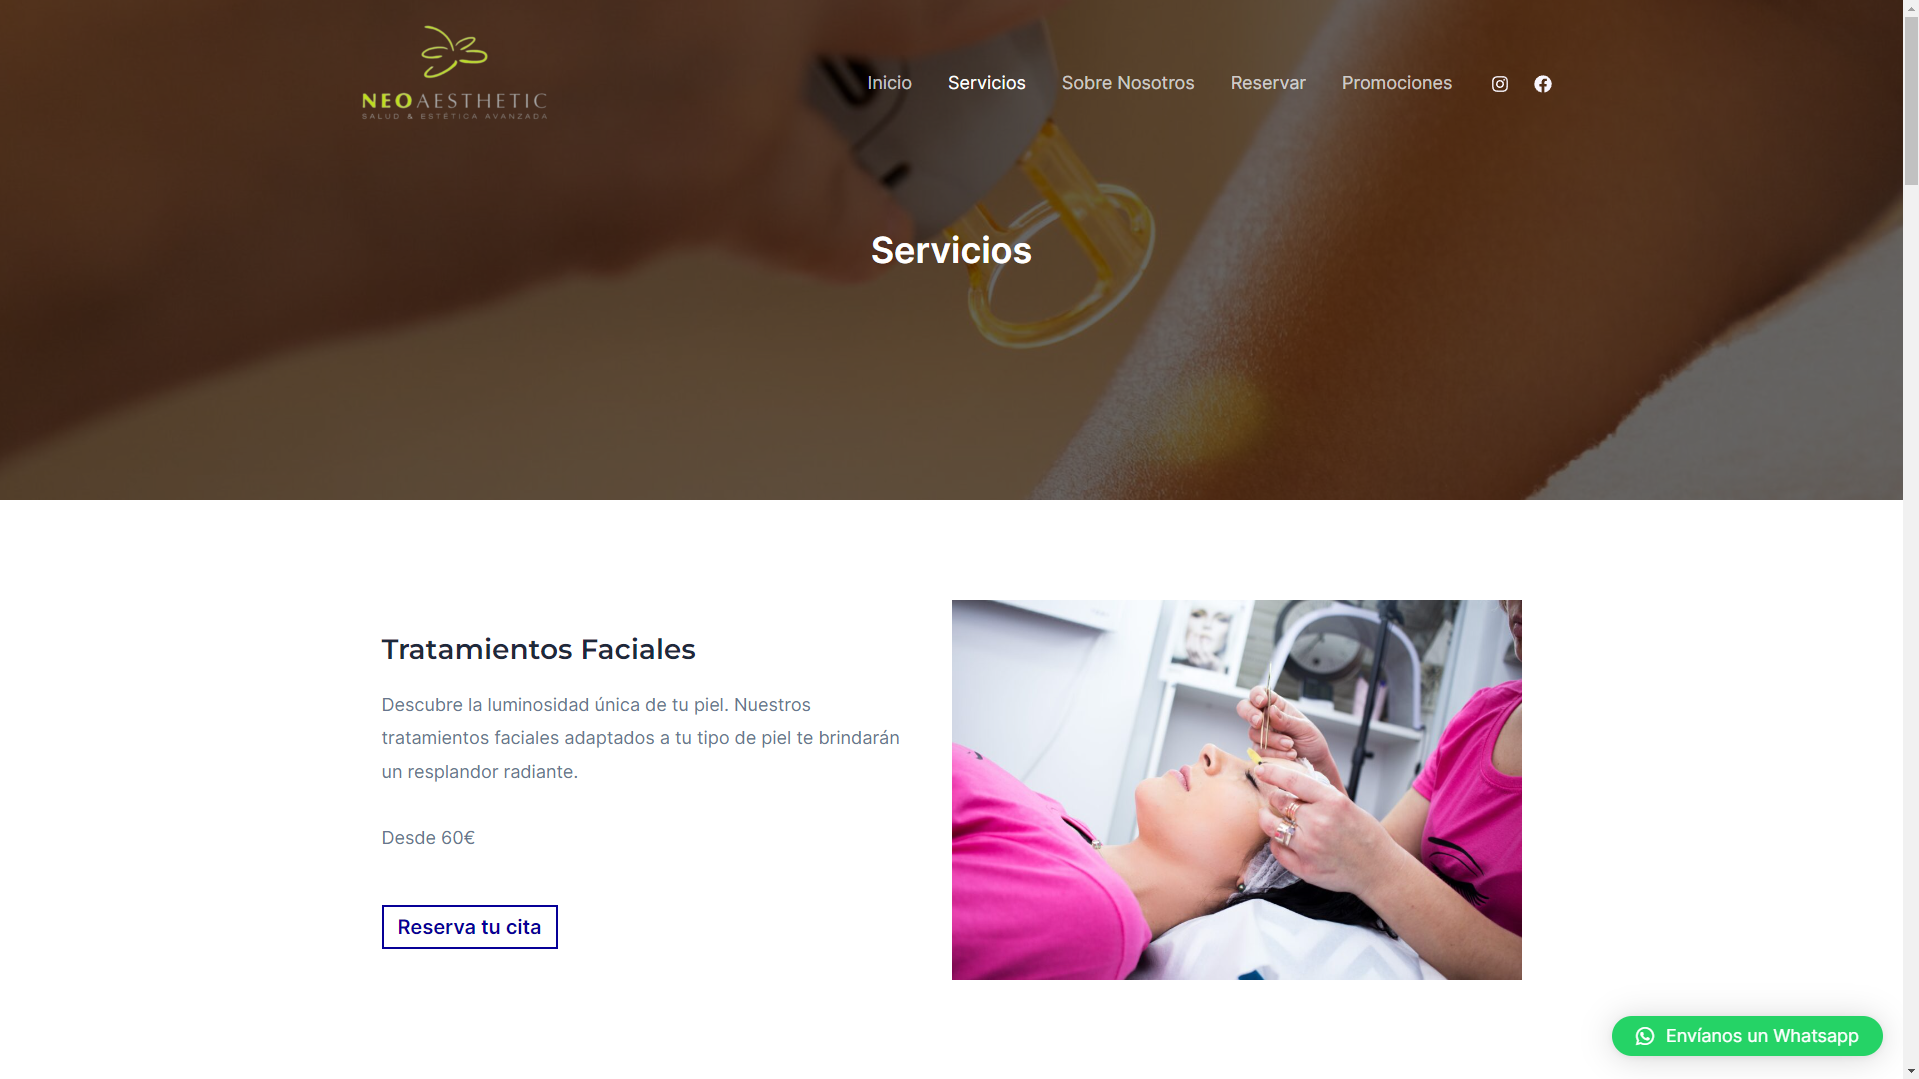 NEO AESTHETIC
SALUD & ESTÉTICA AVANZADA
Inicio
Servicios
Sobre Nosotros
Reservar
Promociones
Servicios
Tratamientos Faciales
Descubre la luminosidad única de tu piel. Nuestros
tratamientos faciales adaptados a tu tipo de piel te brindarán
un resplandor radiante.
Desde 60€
Reserva tu cita
Envíanos un Whatsapp